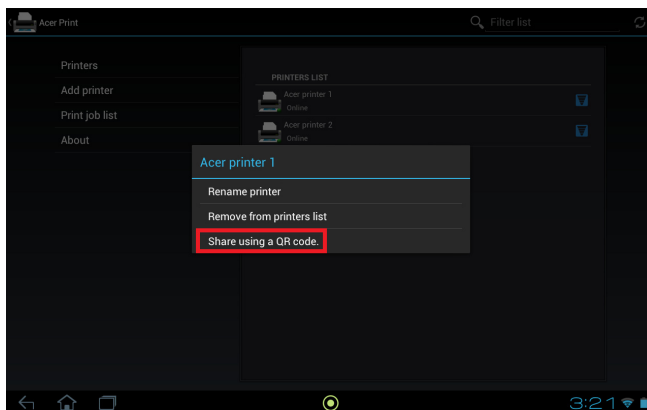 Acer Print
Filter list
Printers
Add printer
Print job list
About
PRINTERS LIST
Acer printer 1
Online
Acer printer 2
Online
Acer printer 1
Rename printer
Remove from printers list
Share using a QR code.
3:21